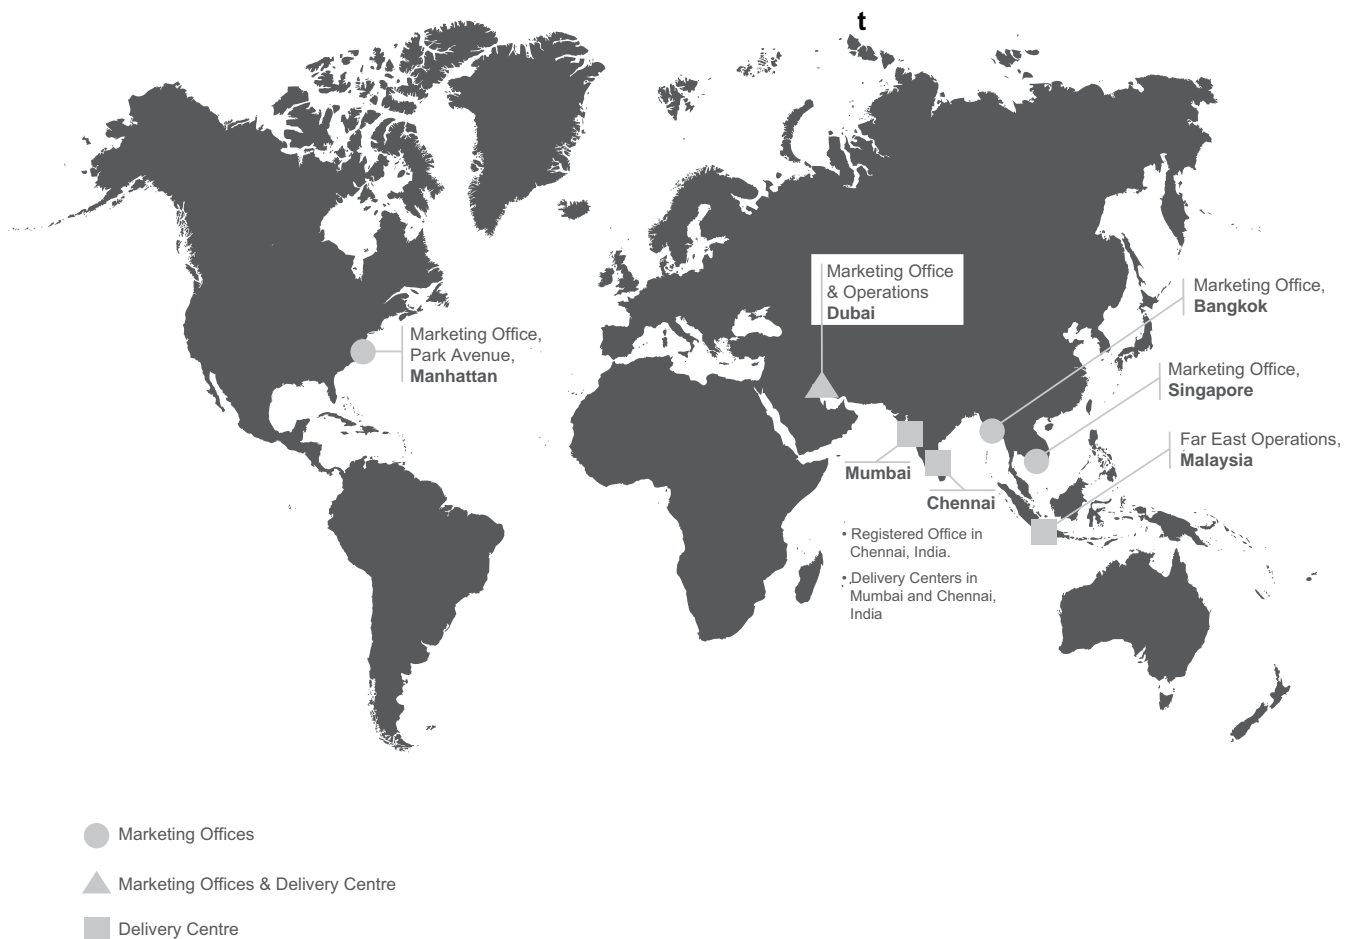 t
Marketing Office
& Operations
Dubai
Marketing Office,
Bangkok
Marketing Office,
Park Avenue,
Manhattan
Marketing Office,
Singapore
Far East Operations,
Malaysia
Mumbai
Chennai
• Registered Office in
Chennai, India.
• Delivery Centers in
Mumbai and Chennai,
India
Marketing Offices
Marketing Offices & Delivery Centre
Delivery Centre